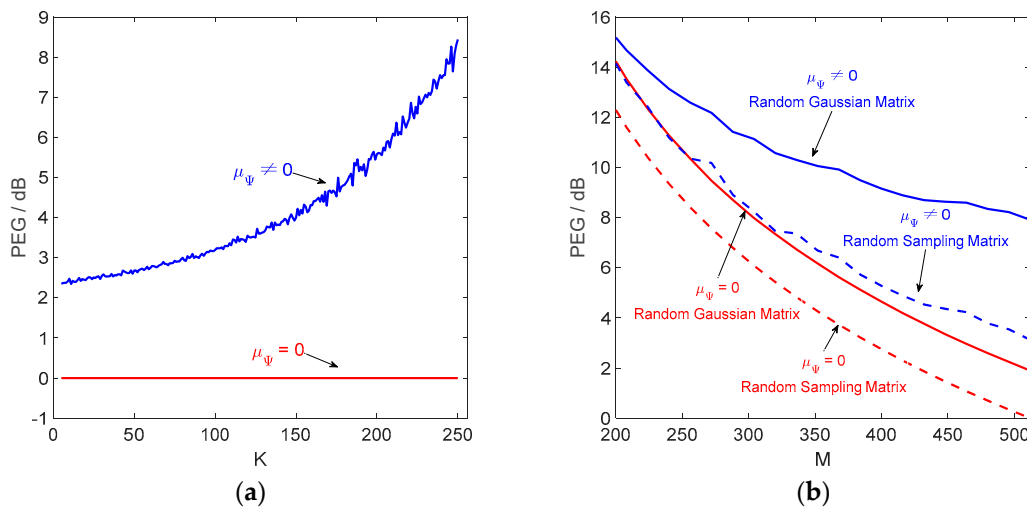 9
8
7
6
5
4
3
2
1
0
-1
PEG / dB
μΨ ≠ 0
μΨ = 0
0
50
100
150
200
250
K
(a)
16
14
12
10
8
6
4
2
0
PEG / dB
μΨ ≠ 0
Random Gaussian Matrix
μΨ ≠ 0
Random Sampling Matrix
μΨ = 0
Random Gaussian Matrix
μΨ = 0
Random Sampling Matrix
200
250
300
350
400
450
500
M
(b)